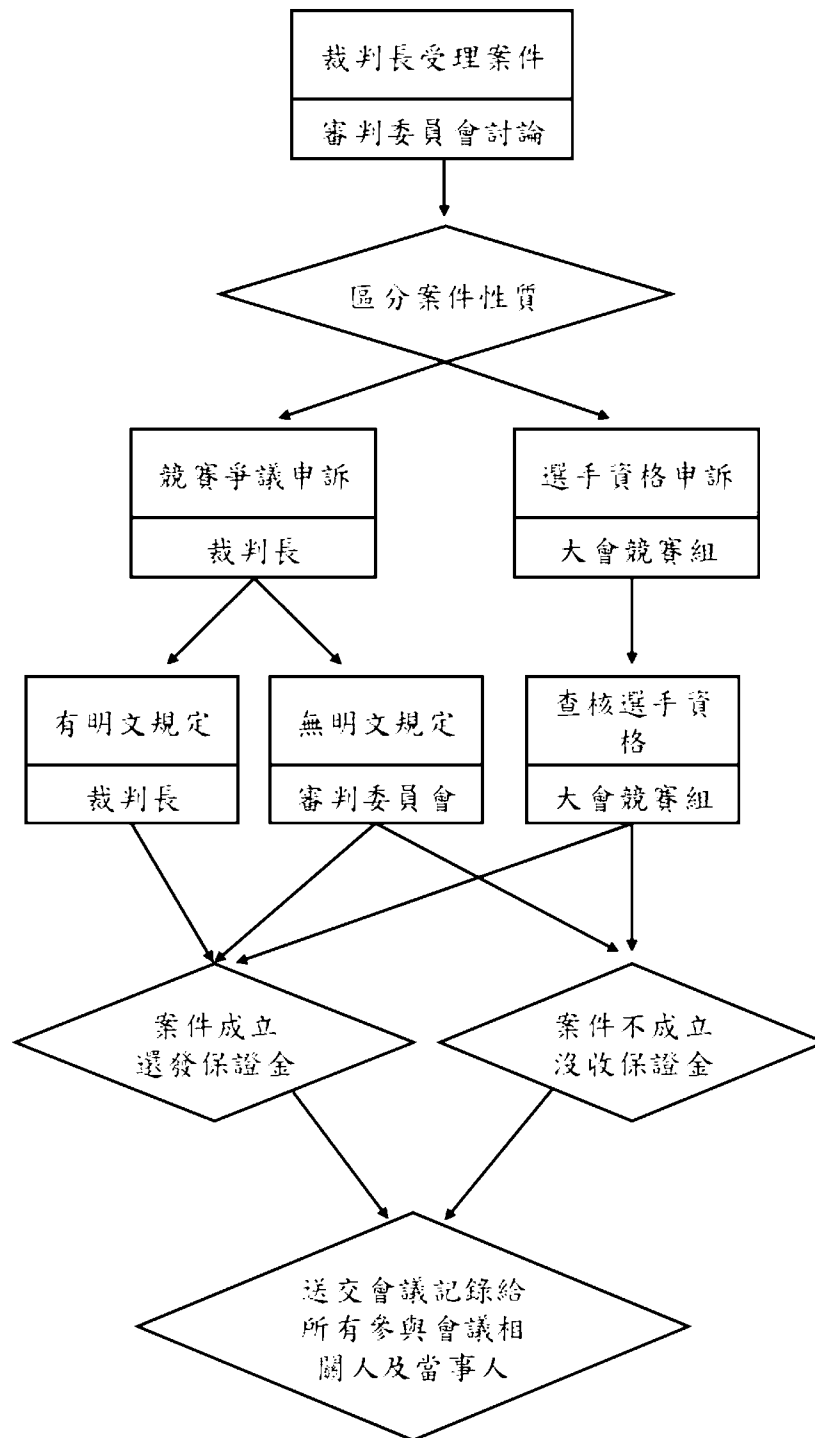 裁判長受理案件
審判委員會討論
區分案件性質
競賽爭議申訴
裁判長
選手資格申訴
大會競賽組
有明文規定
裁判長
無明文規定
審判委員會
查核選手資
格
大會競賽組
案件成立
還發保證金
案件不成立
沒收保證金
送交會議記錄給
所有參與會議相
關人及當事人